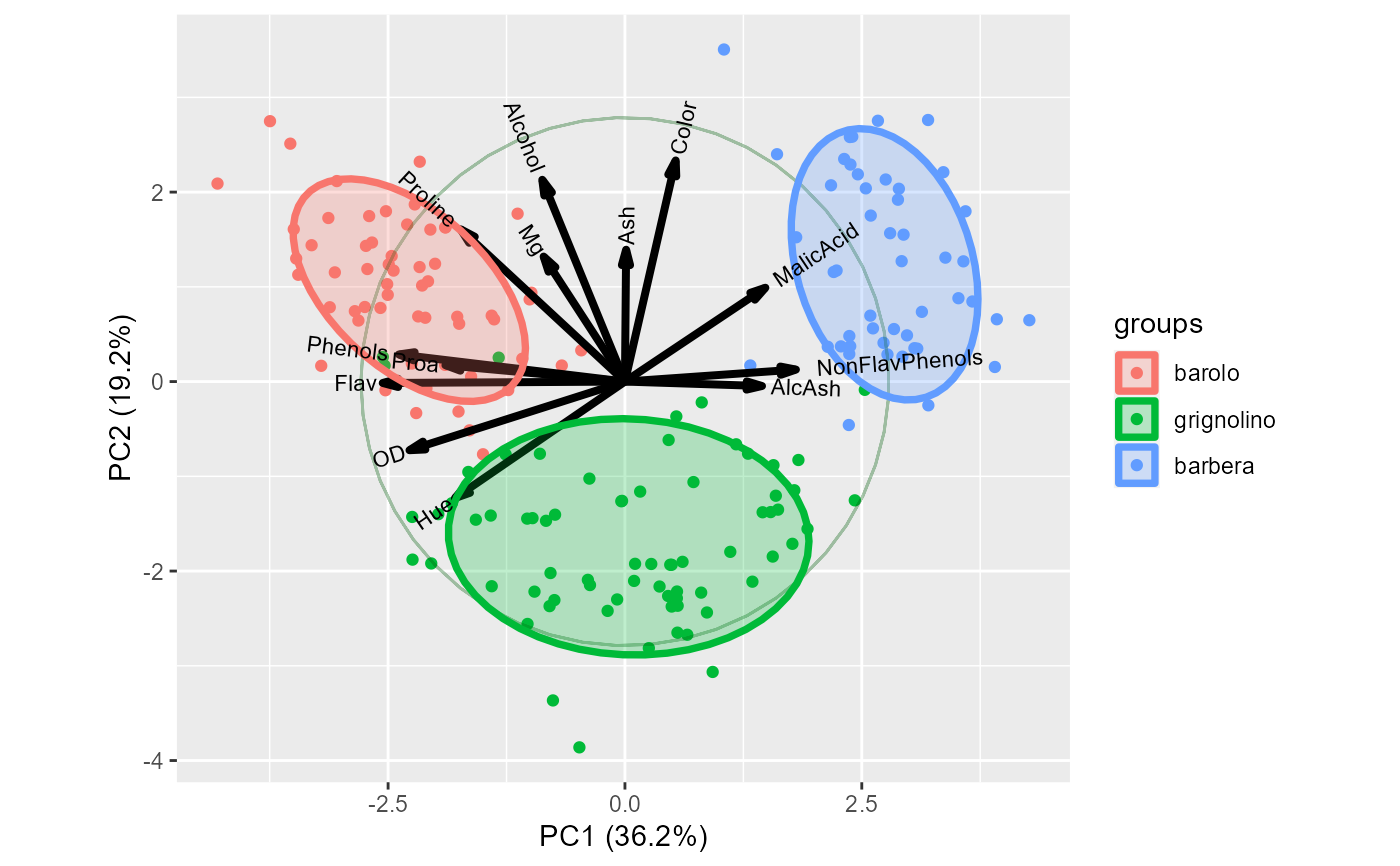 Alcohol
Color
Proline
Mg
Ash
MalicAcid
Phenols
Proa
NonFlavPhenols
Flav
AlcAsh
OD
Hue
2
0
-2
-4
-2.5
0.0
2.5
PC1 (36.2%)
PC2 (19.2%)
groups
barolo
grignolino
barbera